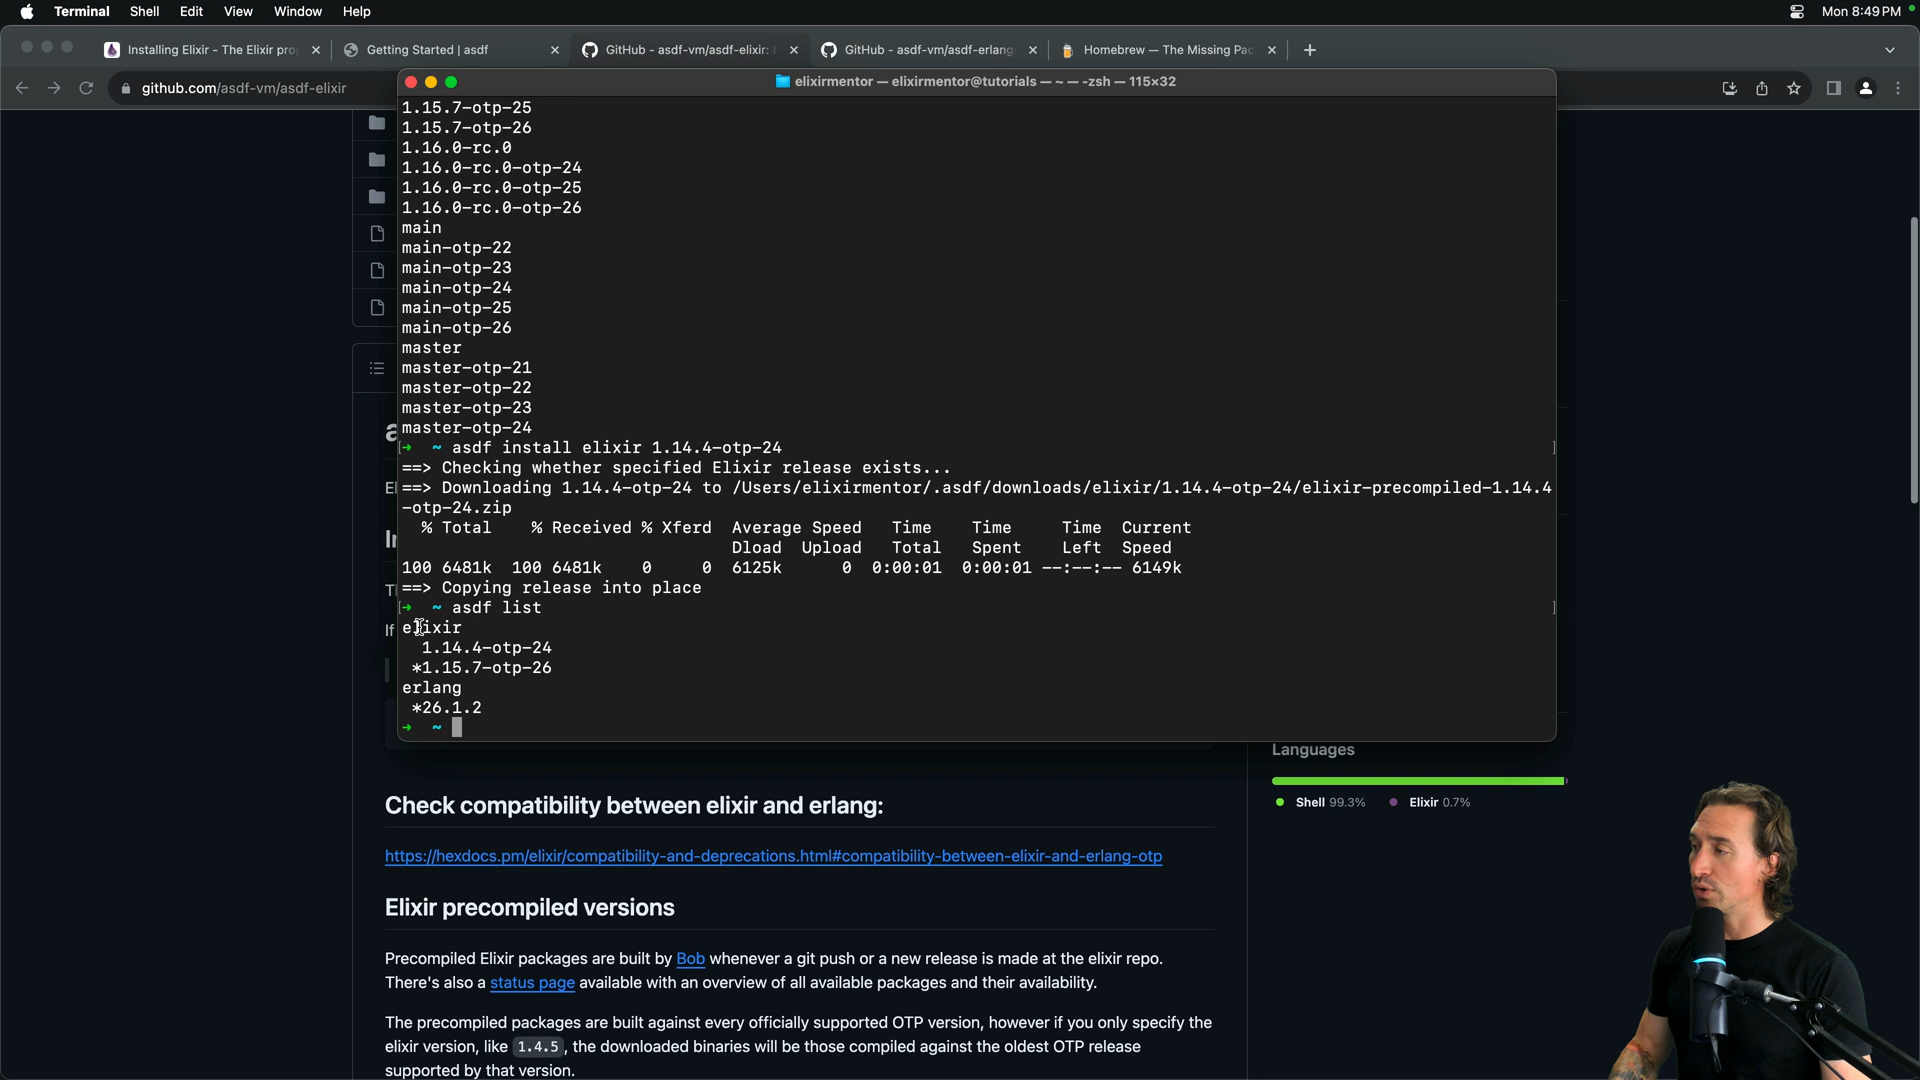 Terminal Shell Edit View Window Help Mon 8:49 PM
Installing Elixir - The Elixir pro Getting Started | asdf GitHub - asdf-vm/asdf-elixir: GitHub - asdf-vm/asdf-erlang Homebrew — The Missing Pac
github.com/asdf-vm/asdf-elixir
elixirmentor — elixirmentor@tutorials — ~ — -zsh — 115×32
1.15.7-otp-25
1.15.7-otp-26
1.16.0-rc.0
1.16.0-rc.0-otp-24
1.16.0-rc.0-otp-25
1.16.0-rc.0-otp-26
main
main-otp-22
main-otp-23
main-otp-24
main-otp-25
main-otp-26
master
master-otp-21
master-otp-22
master-otp-23
master-otp-24
[➜ ~ asdf install elixir 1.14.4-otp-24 ]
==> Checking whether specified Elixir release exists...
==> Downloading 1.14.4-otp-24 to /Users/elixirmentor/.asdf/downloads/elixir/1.14.4-otp-24/elixir-precompiled-1.14.4
-otp-24.zip
% Total % Received % Xferd Average Speed Time Time Time Current
Dload Upload Total Spent Left Speed
100 6481k 100 6481k 0 0 6125k 0 0:00:01 0:00:01 --:--:-- 6149k
==> Copying release into place
[➜ ~ asdf list ]
elixir
1.14.4-otp-24
*1.15.7-otp-26
erlang
*26.1.2
➜ ~
a
El
In
Th
If
Languages
Shell 99.3% Elixir 0.7%
Check compatibility between elixir and erlang:
https://hexdocs.pm/elixir/compatibility-and-deprecations.html#compatibility-between-elixir-and-erlang-otp
Elixir precompiled versions
Precompiled Elixir packages are built by Bob whenever a git push or a new release is made at the elixir repo.
There's also a status page available with an overview of all available packages and their availability.
The precompiled packages are built against every officially supported OTP version, however if you only specify the
elixir version, like 1.4.5, the downloaded binaries will be those compiled against the oldest OTP release
supported by that version.